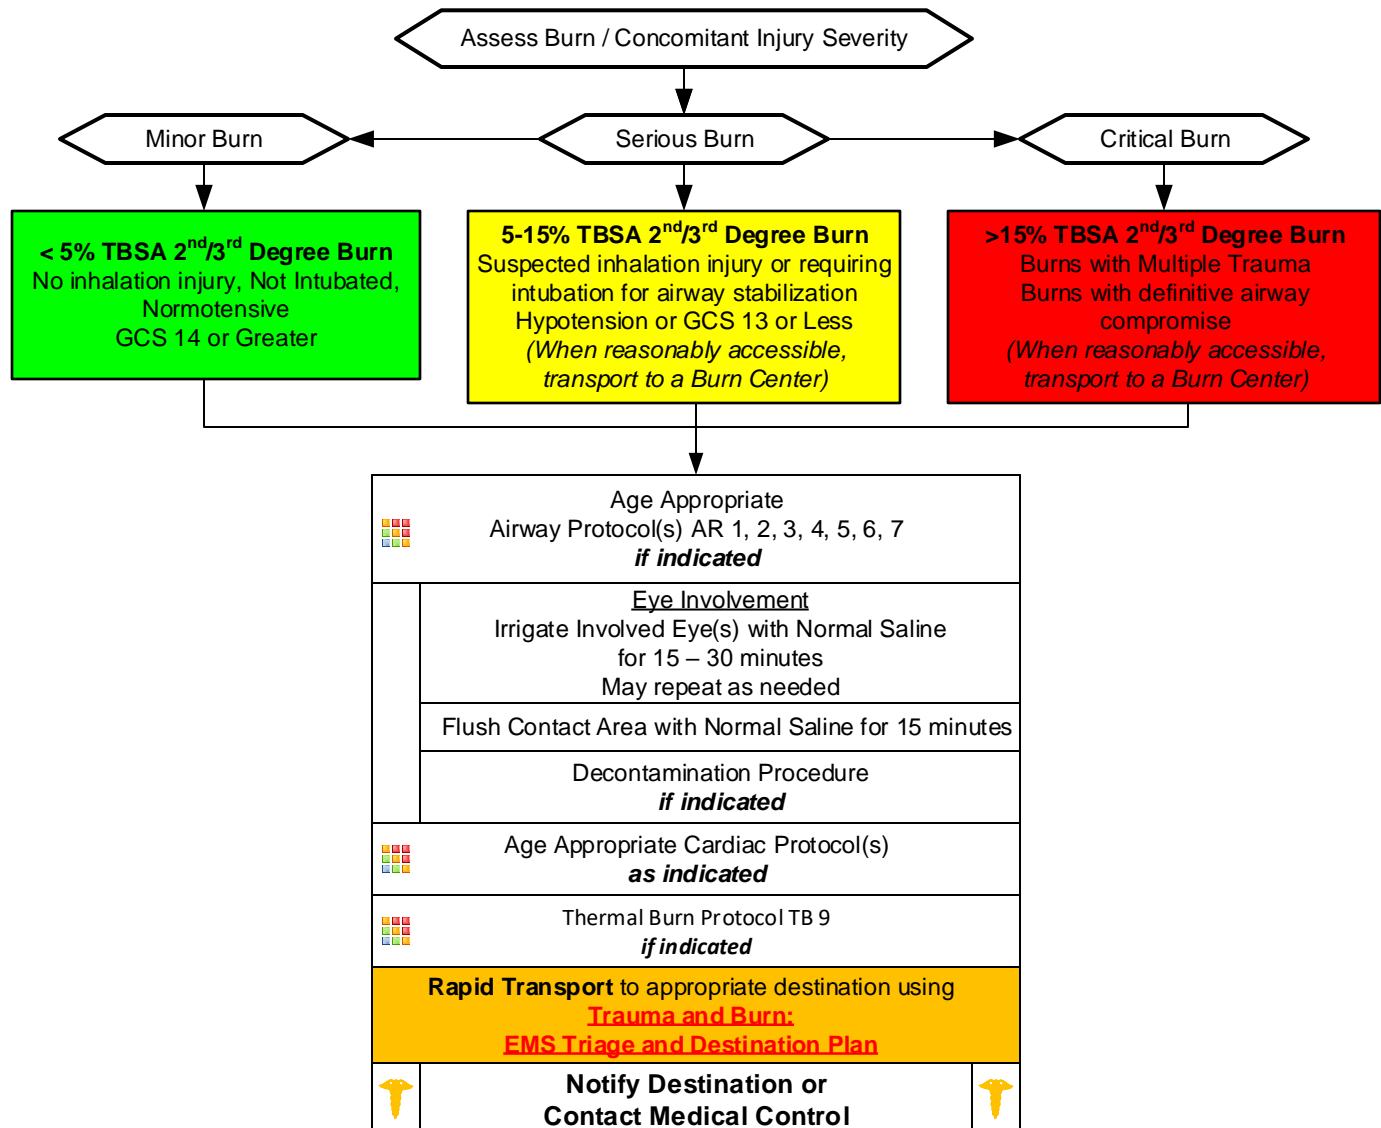 Assess Burn / Concomitant Injury Severity
Minor Burn
Serious Burn
Critical Burn
< 5% TBSA 2nd/3rd Degree Burn
No inhalation injury, Not Intubated,
Normotensive
GCS 14 or Greater
5-15% TBSA 2nd/3rd Degree Burn
Suspected inhalation injury or requiring
intubation for airway stabilization
Hypotension or GCS 13 or Less
(When reasonably accessible,
transport to a Burn Center)
>15% TBSA 2nd/3rd Degree Burn
Burns with Multiple Trauma
Burns with definitive airway
compromise
(When reasonably accessible,
transport to a Burn Center)
Age Appropriate
Airway Protocol(s) AR 1, 2, 3, 4, 5, 6, 7
if indicated
Eye Involvement
Irrigate Involved Eye(s) with Normal Saline
for 15 – 30 minutes
May repeat as needed
Flush Contact Area with Normal Saline for 15 minutes
Decontamination Procedure
if indicated
Age Appropriate Cardiac Protocol(s)
as indicated
Thermal Burn Protocol TB 9
if indicated
Rapid Transport to appropriate destination using
Trauma and Burn:
EMS Triage and Destination Plan
Notify Destination or
Contact Medical Control